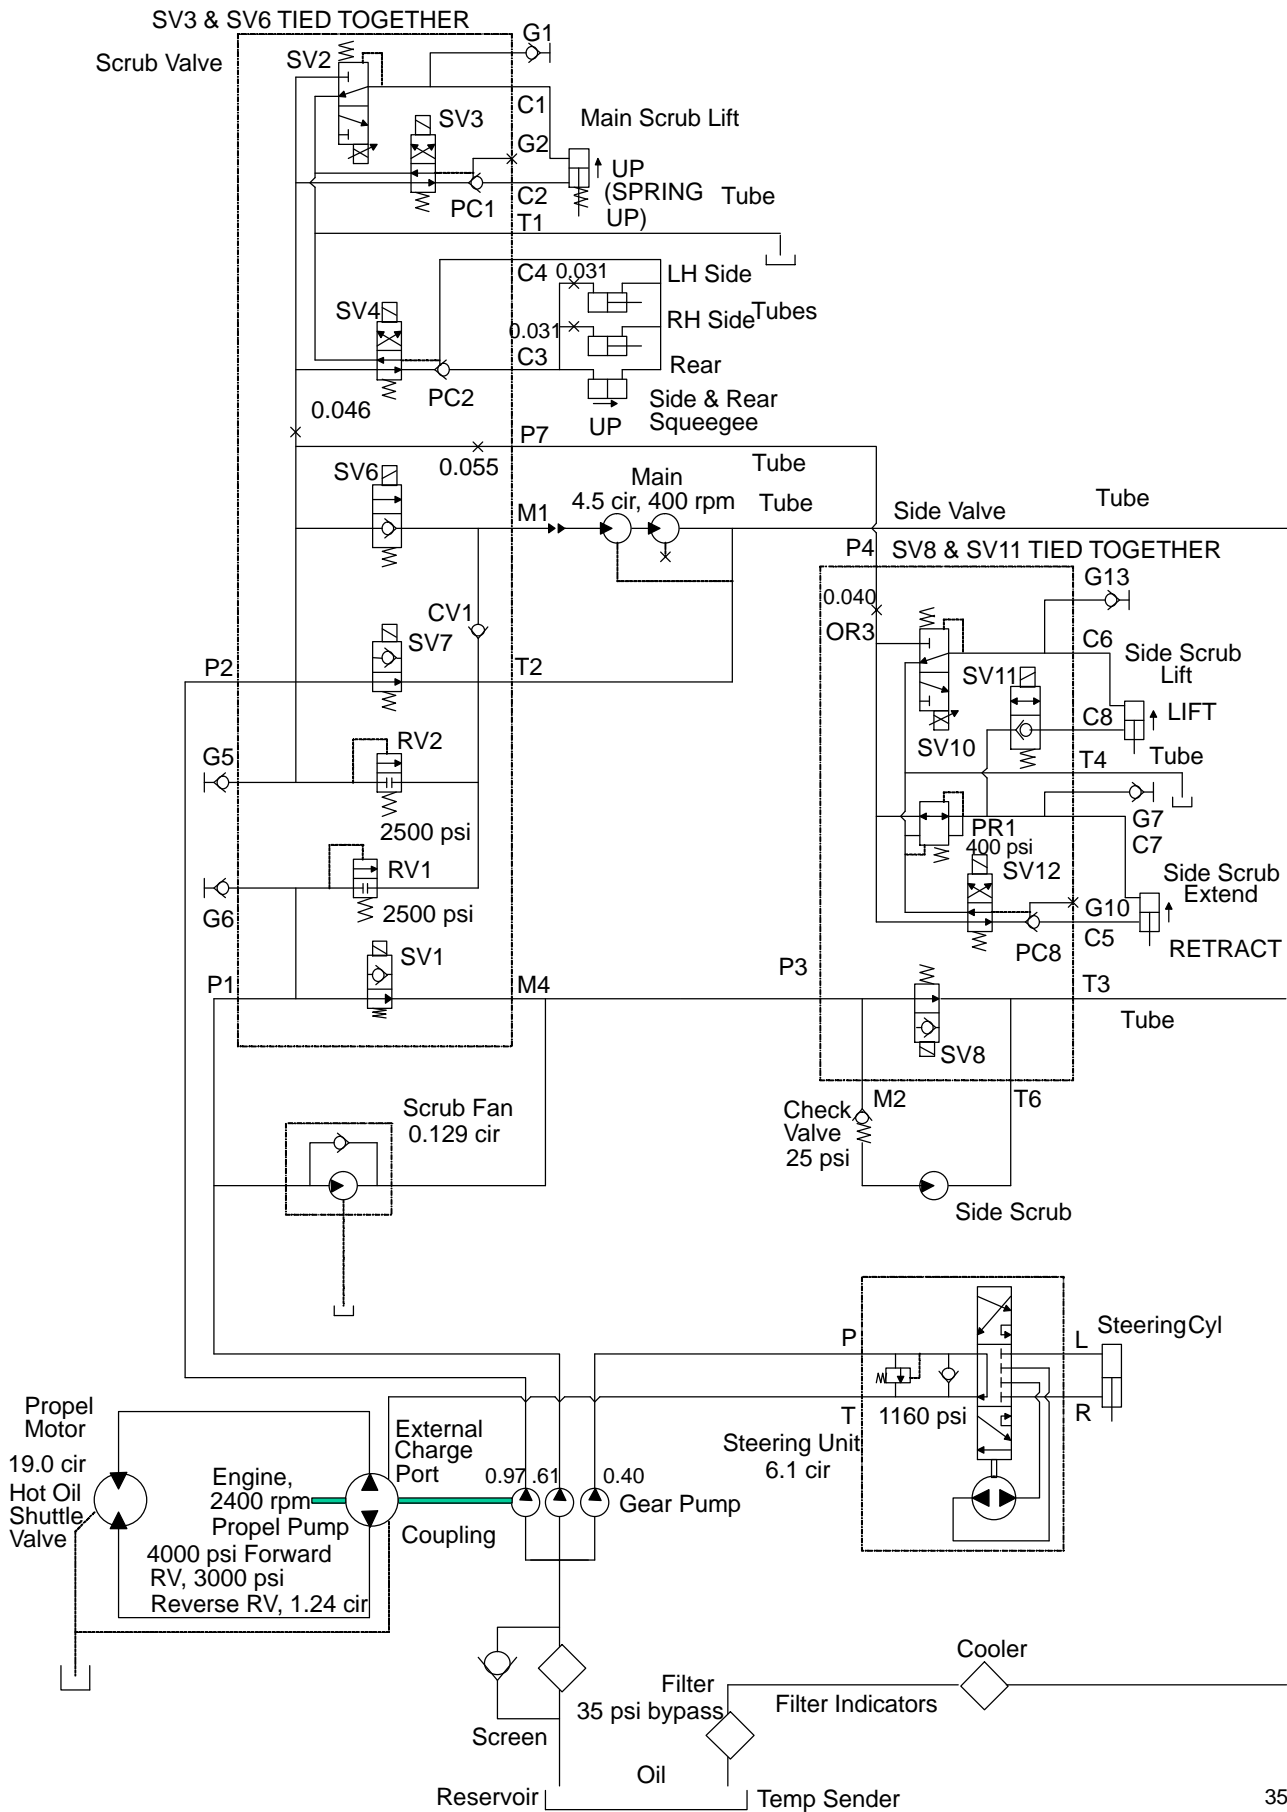 SV3 & SV6 TIED TOGETHER
Scrub Valve
SV2
G1
C1
SV3
Main Scrub Lift
G2
UP
(SPRING
UP)
Tube
PC1
C2
T1
C4
0.031
LH Side
SV4
0.031
RH Side
Tubes
C3
Rear
PC2
Side & Rear
Squeegee
UP
0.046
P7
0.055
Tube
SV6
Main
4.5 cir, 400 rpm
Tube
Tube
M1
Side Valve
P4
SV8 & SV11 TIED TOGETHER
G13
0.040
OR3
CV1
SV7
C6
Side Scrub
Lift
P2
T2
SV11
C8
LIFT
SV10
RV2
G5
T4
Tube
2500 psi
PR1
400 psi
G7
C7
RV1
SV12
Side Scrub
Extend
G6
2500 psi
G10
C5
SV1
PC8
RETRACT
P3
P1
M4
T3
Tube
SV8
M2
T6
Scrub Fan
0.129 cir
Check
Valve
25 psi
Side Scrub
P
L
Steering Cyl
T
1160 psi
R
Steering Unit
6.1 cir
Propel
Motor
19.0 cir
Hot Oil
Shuttle
Valve
External
Charge
Port
Engine,
2400 rpm
Propel Pump
4000 psi Forward
RV, 3000 psi
Reverse RV, 1.24 cir
Coupling
0.97
.61
0.40
Gear Pump
Cooler
Filter
35 psi bypass
Filter Indicators
Screen
Oil
Reservoir
Temp Sender
35